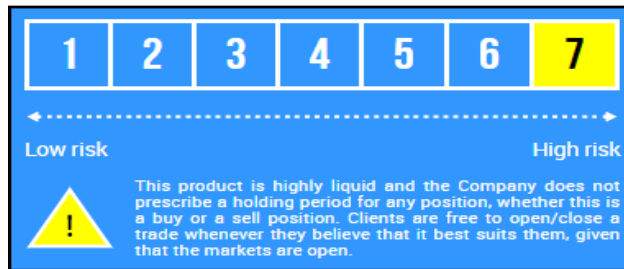 1 2 3 4 5 6 7
Low risk High risk
This product is highly liquid and the Company does not
prescribe a holding period for any position, whether this is
a buy or a sell position. Clients are free to open/close a
trade whenever they believe that it best suits them, given
that the markets are open.
!